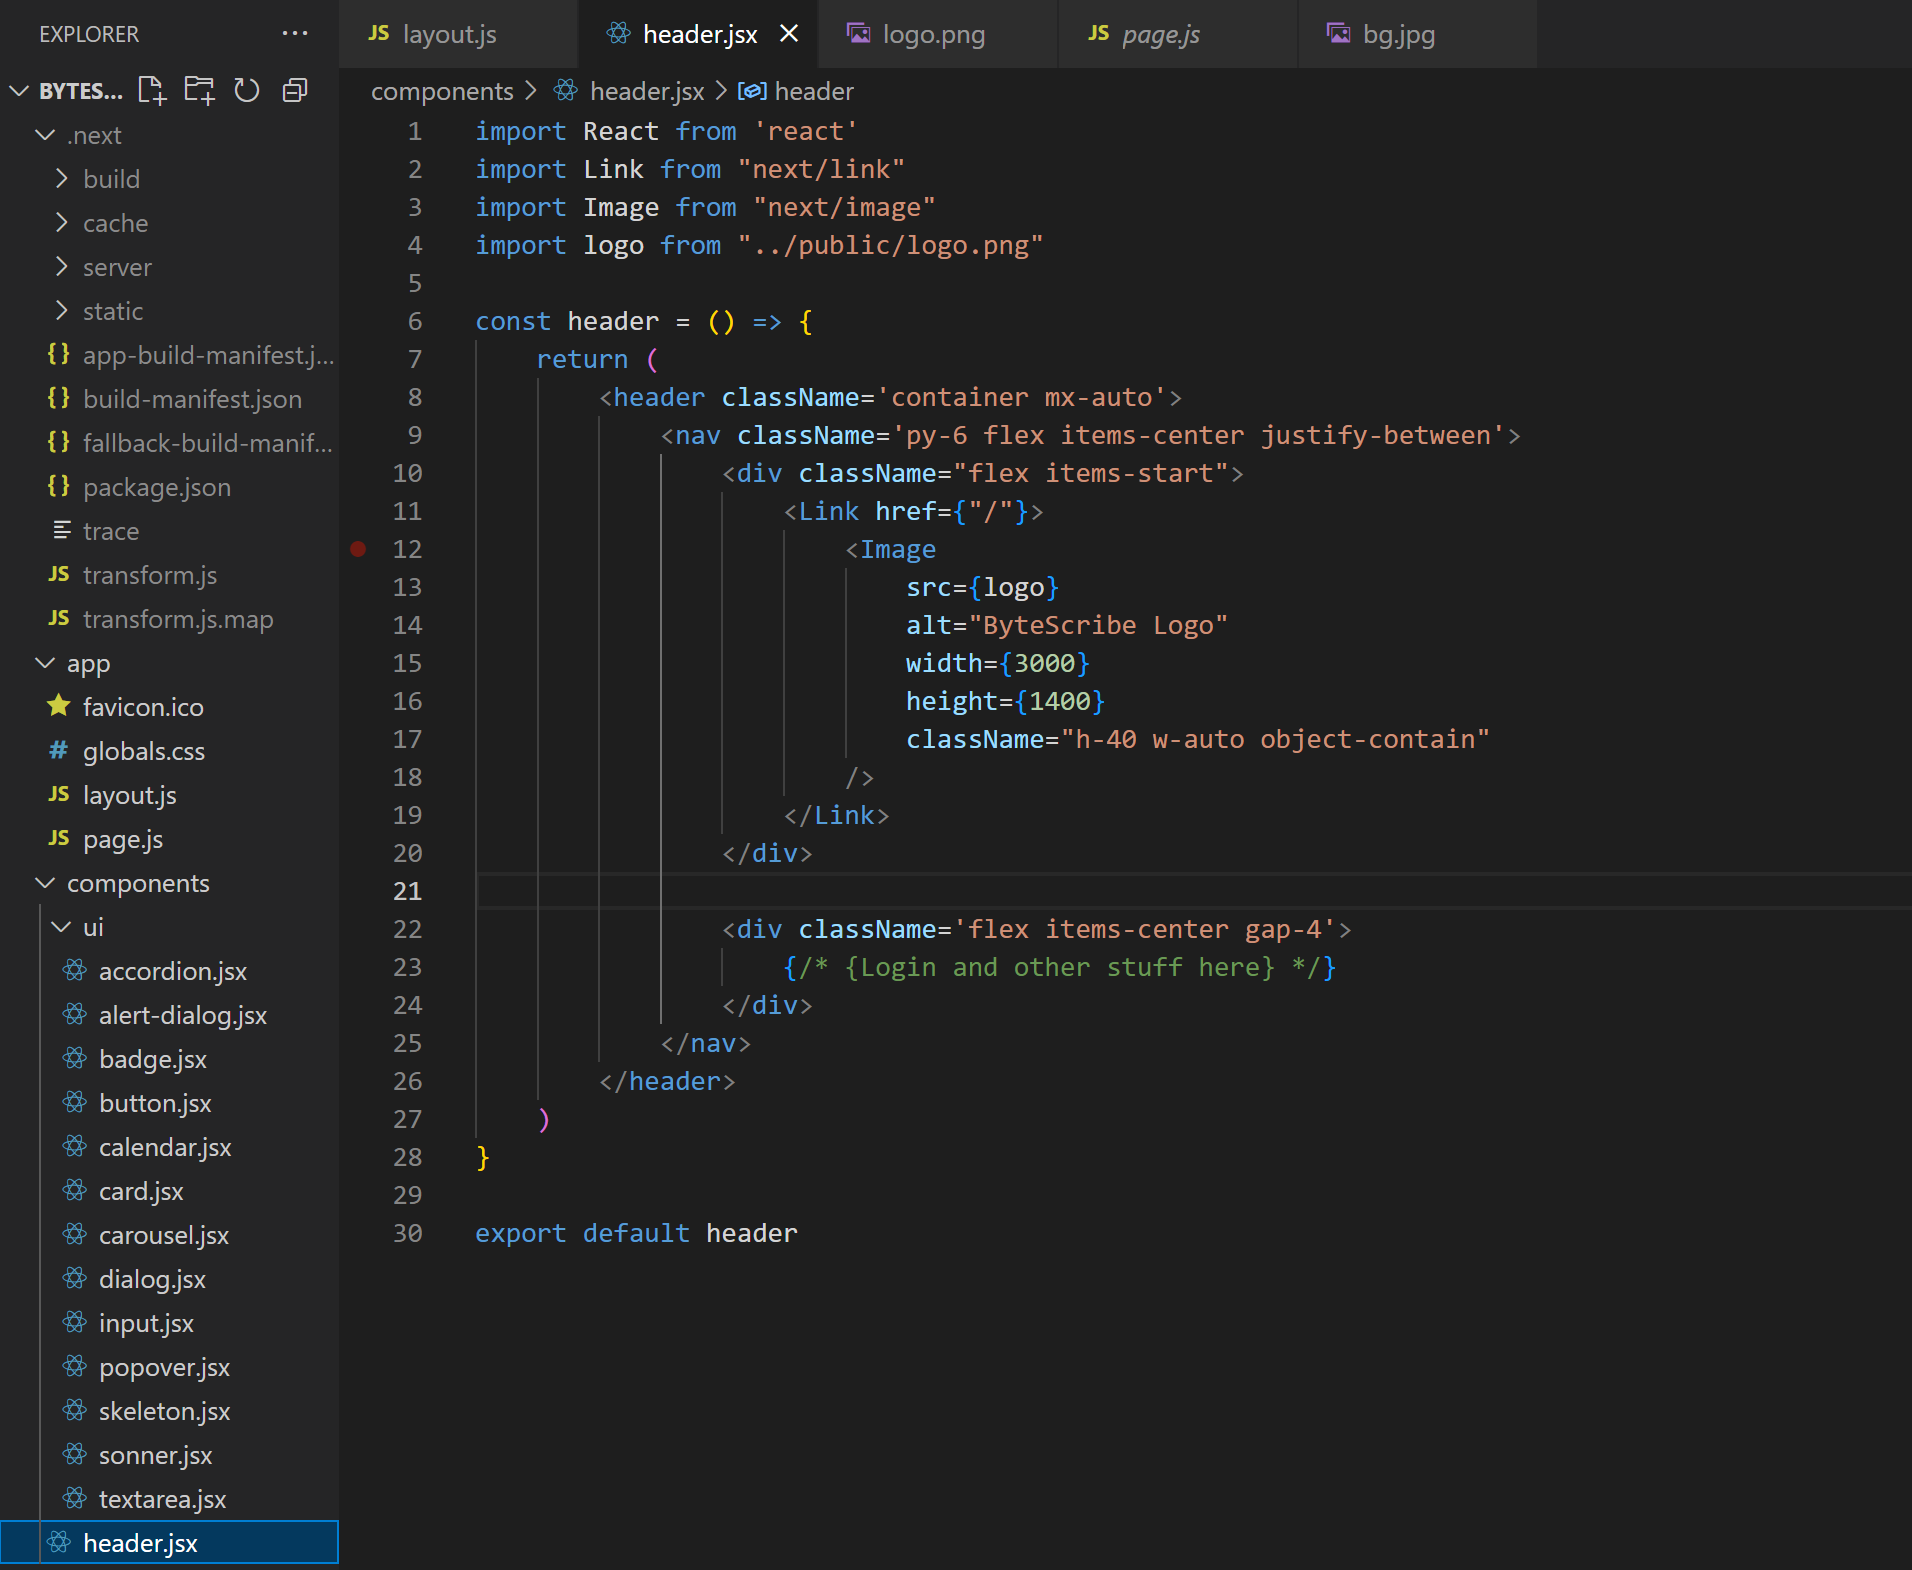 EXPLORER
BYTES...
.next
build
cache
server
static
{} app-build-manifest.j...
{} build-manifest.json
{} fallback-build-manif...
{} package.json
trace
JS transform.js
JS transform.js.map
app
favicon.ico
# globals.css
JS layout.js
JS page.js
components
ui
accordion.jsx
alert-dialog.jsx
badge.jsx
button.jsx
calendar.jsx
card.jsx
carousel.jsx
dialog.jsx
input.jsx
popover.jsx
skeleton.jsx
sonner.jsx
textarea.jsx
header.jsx
JS layout.js
header.jsx
logo.png
JS page.js
bg.jpg
components > header.jsx > header
1 import React from 'react'
2 import Link from "next/link"
3 import Image from "next/image"
4 import logo from "../public/logo.png"
5
6 const header = () => {
7 return (
8 <header className='container mx-auto'>
9 <nav className='py-6 flex items-center justify-between'>
10 <div className="flex items-start">
11 <Link href={"/"}>
12 <Image
13 src={logo}
14 alt="ByteScribe Logo"
15 width={3000}
16 height={1400}
17 className="h-40 w-auto object-contain"
18 />
19 </Link>
20 </div>
21
22 <div className='flex items-center gap-4'>
23 {/* {Login and other stuff here} */}
24 </div>
25 </nav>
26 </header>
27 )
28 }
29
30 export default header